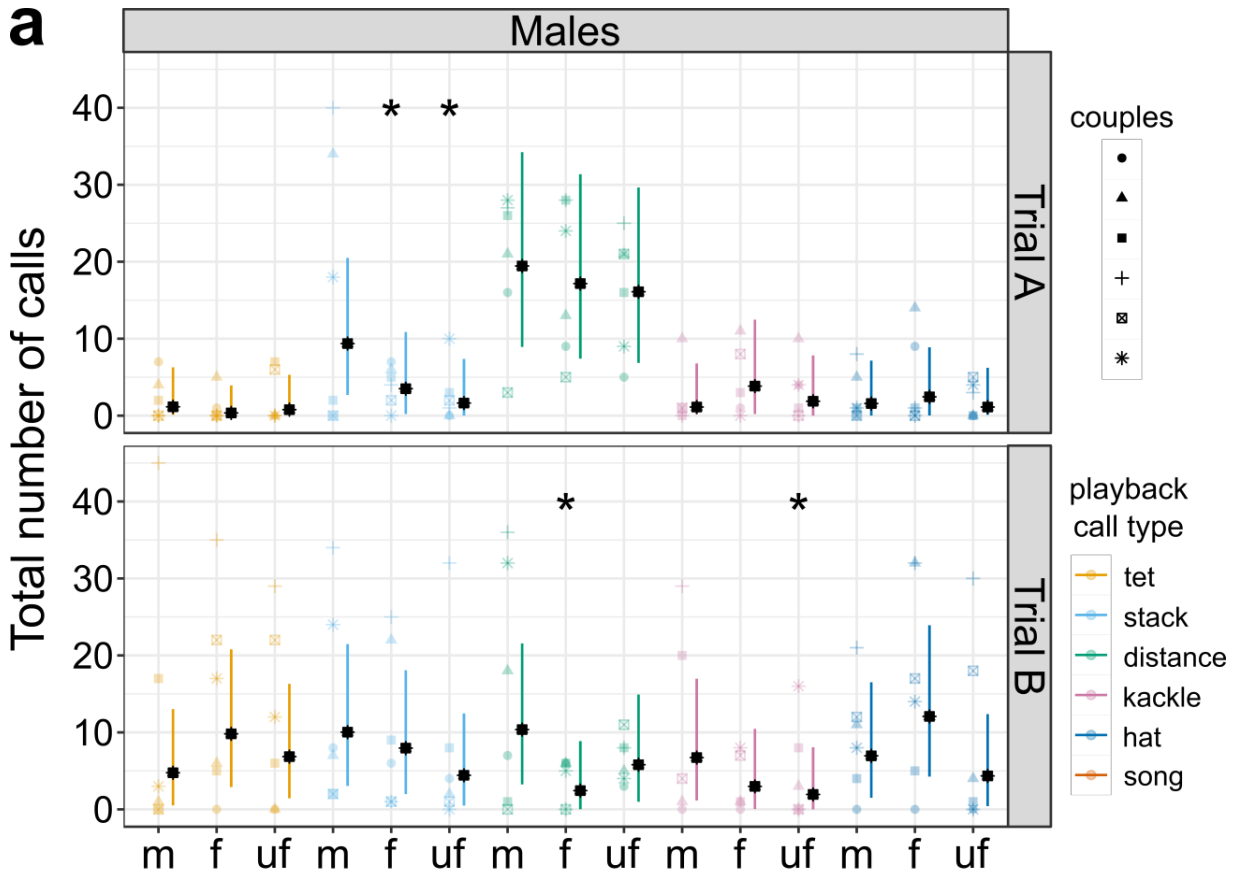 a
Males
Total number of calls
40
30
20
10
0
* *
Trial A
40
30
20
10
0
* *
Trial B
m f uf m f uf m f uf m f uf m f uf
couples
playback
call type
tet
stack
distance
kackle
hat
song